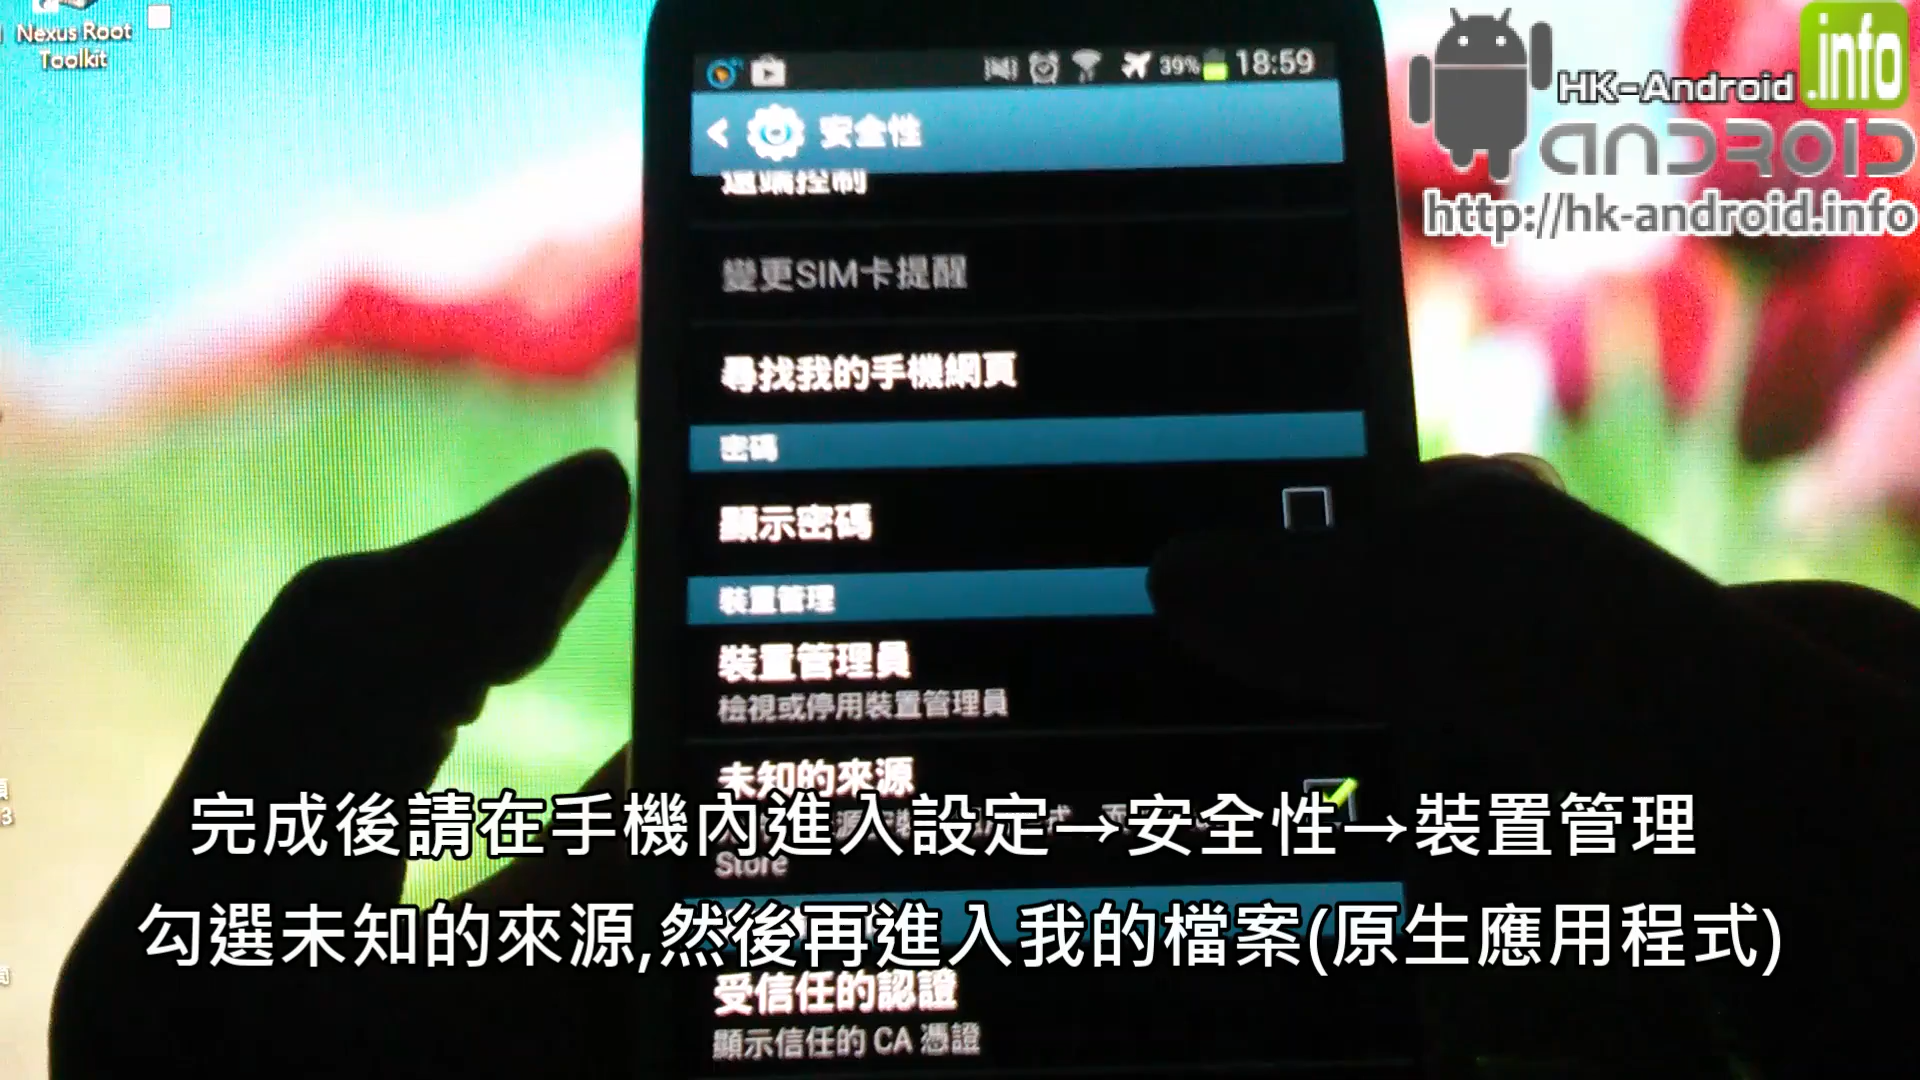 Nexus Root
Toolkit
39%
18:59
安全性
遠端控制
變更SIM卡提醒
尋找我的手機網頁
密碼
顯示密碼
裝置管理
裝置管理員
檢視或停用裝置管理員
未知的來源
Store
受信任的認證
顯示信任的 CA 憑證
完成後請在手機內進入設定→安全性→裝置管理
勾選未知的來源,然後再進入我的檔案(原生應用程式)
HK-Android
.info
ANDROID
http://hk-android.info